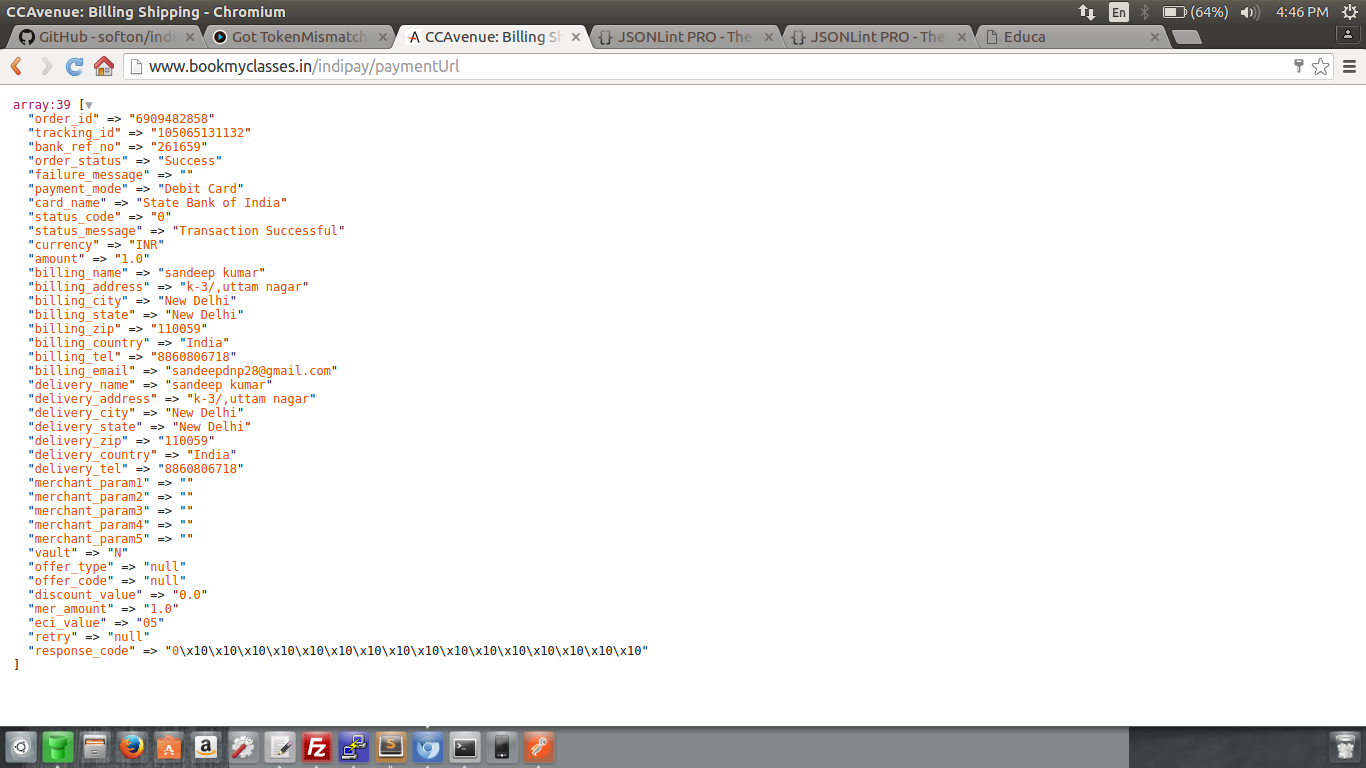 CCAvenue: Billing Shipping - Chromium
En
(64%)
4:46 PM
GitHub - softon/indi
Got TokenMismatch
CCAvenue: Billing Sh
JSONLint PRO - The
JSONLint PRO - The
Educa
www.bookmyclasses.in/indipay/paymentUrl
array:39 [▼
"order_id" => "6909482858"
"tracking_id" => "105065131132"
"bank_ref_no" => "261659"
"order_status" => "Success"
"failure_message" => ""
"payment_mode" => "Debit Card"
"card_name" => "State Bank of India"
"status_code" => "0"
"status_message" => "Transaction Successful"
"currency" => "INR"
"amount" => "1.0"
"billing_name" => "sandeep kumar"
"billing_address" => "k-3/,uttam nagar"
"billing_city" => "New Delhi"
"billing_state" => "New Delhi"
"billing_zip" => "110059"
"billing_country" => "India"
"billing_tel" => "8860806718"
"billing_email" => "sandeepdnp28@gmail.com"
"delivery_name" => "sandeep kumar"
"delivery_address" => "k-3/,uttam nagar"
"delivery_city" => "New Delhi"
"delivery_state" => "New Delhi"
"delivery_zip" => "110059"
"delivery_country" => "India"
"delivery_tel" => "8860806718"
"merchant_param1" => ""
"merchant_param2" => ""
"merchant_param3" => ""
"merchant_param4" => ""
"merchant_param5" => ""
"vault" => "N"
"offer_type" => "null"
"offer_code" => "null"
"discount_value" => "0.0"
"mer_amount" => "1.0"
"eci_value" => "05"
"retry" => "null"
"response_code" => "0\x10\x10\x10\x10\x10\x10\x10\x10\x10\x10\x10\x10\x10\x10\x10\x10"
]